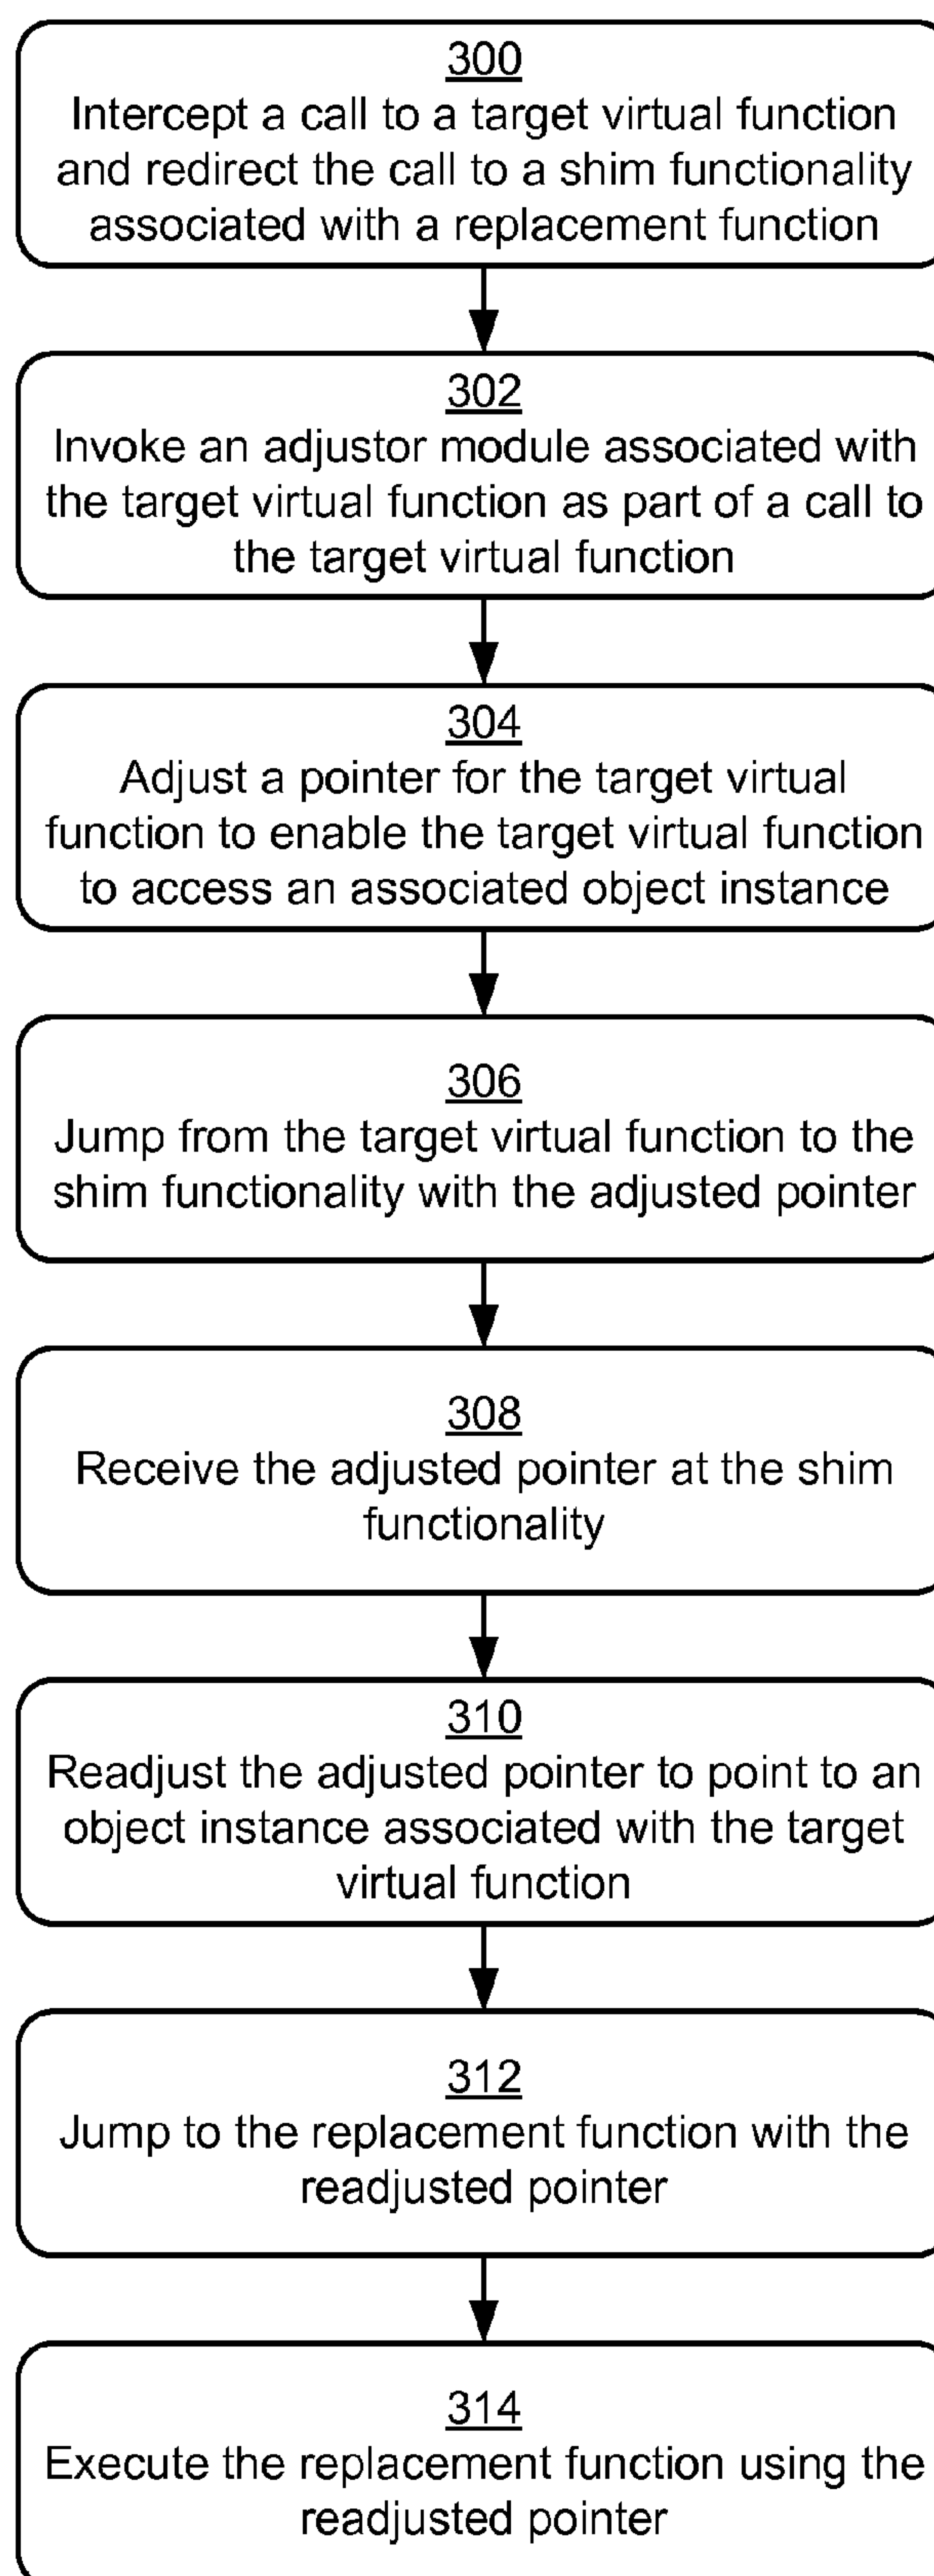 300
Intercept a call to a target virtual function
and redirect the call to a shim functionality
associated with a replacement function
302
Invoke an adjustor module associated with
the target virtual function as part of a call to
the target virtual function
304
Adjust a pointer for the target virtual
function to enable the target virtual function
to access an associated object instance
306
Jump from the target virtual function to the
shim functionality with the adjusted pointer
308
Receive the adjusted pointer at the shim
functionality
310
Readjust the adjusted pointer to point to an
object instance associated with the target
virtual function
312
Jump to the replacement function with the
readjusted pointer
314
Execute the replacement function using the
readjusted pointer